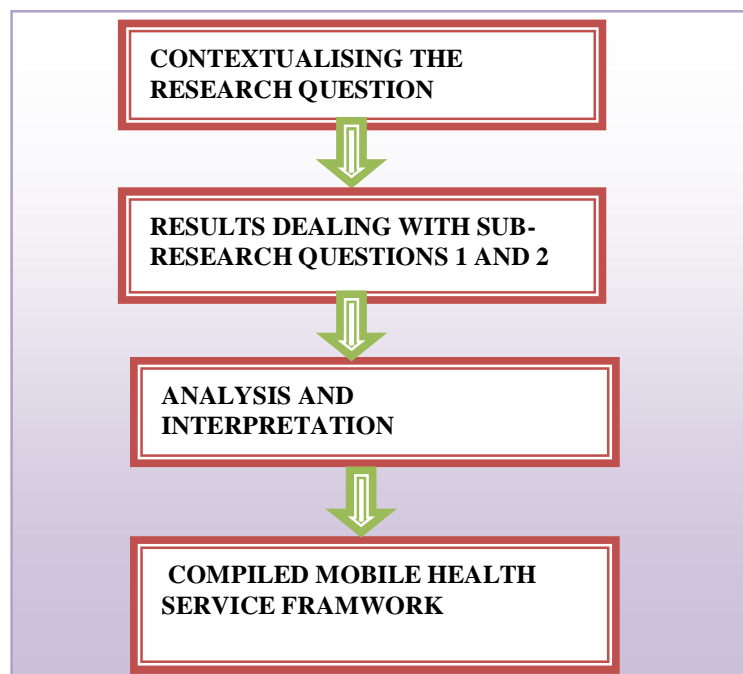 CONTEXTUALISING THE
RESEARCH QUESTION
RESULTS DEALING WITH SUB-
RESEARCH QUESTIONS 1 AND 2
ANALYSIS AND
INTERPRETATION
COMPILED MOBILE HEALTH
SERVICE FRAMWORK